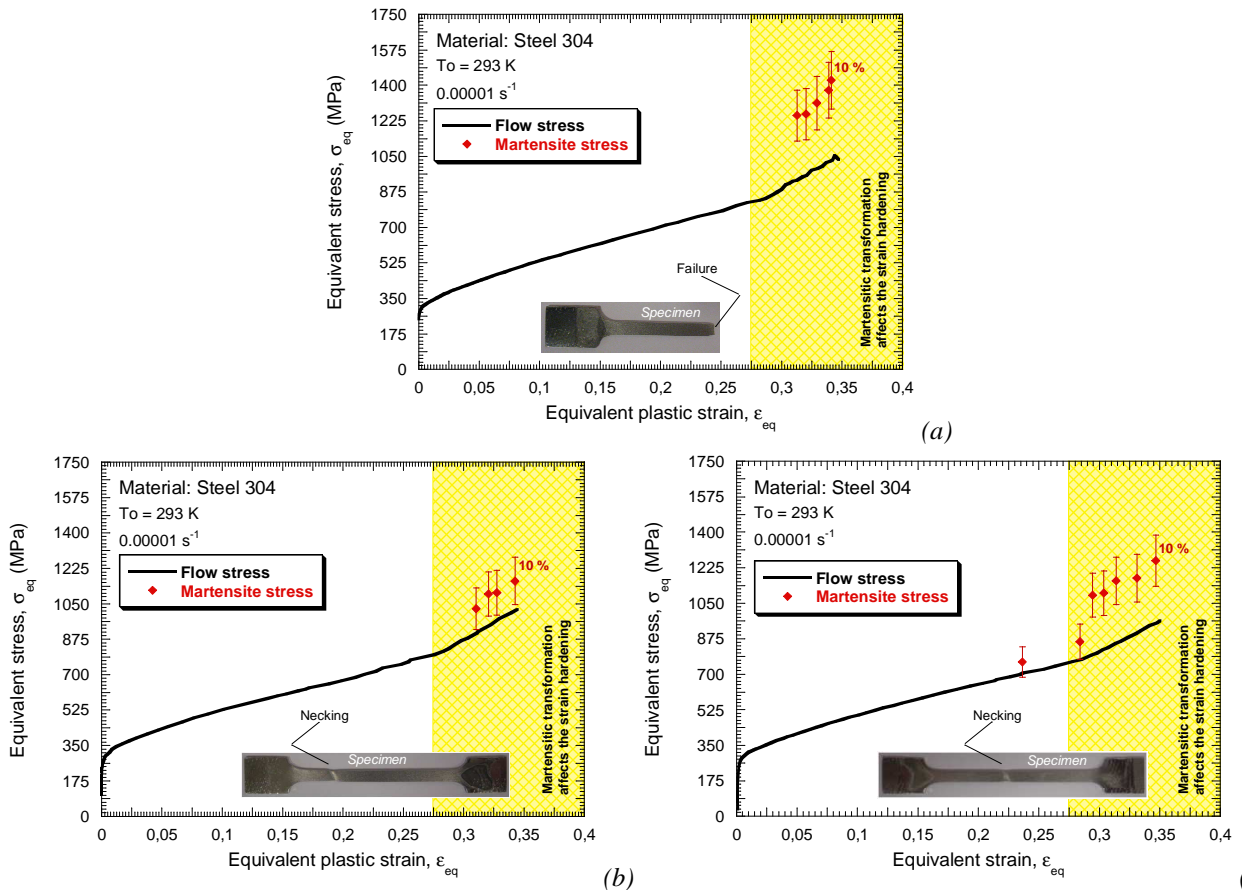 1750
1575
1400
1225
1050
875
700
525
350
175
0
Equivalent stress, σeq (MPa)
Material: Steel 304
To = 293 K
0.00001 s-1
Flow stress
Martensite stress
10 %
Failure
Specimen
Martensitic transformation
affects the strain hardening
0 0,05 0,1 0,15 0,2 0,25 0,3 0,35 0,4
Equivalent plastic strain, εeq
(a)
1750
1575
1400
1225
1050
875
700
525
350
175
0
Equivalent stress, σeq (MPa)
Material: Steel 304
To = 293 K
0.00001 s-1
Flow stress
Martensite stress
10 %
Necking
Specimen
Martensitic transformation
affects the strain hardening
0 0,05 0,1 0,15 0,2 0,25 0,3 0,35 0,4
Equivalent plastic strain, εeq
(b)
1750
1575
1400
1225
1050
875
700
525
350
175
0
Equivalent stress, σeq (MPa)
Material: Steel 304
To = 293 K
0.00001 s-1
Flow stress
Martensite stress
10 %
Necking
Specimen
Martensitic transformation
affects the strain hardening
0 0,05 0,1 0,15 0,2 0,25 0,3 0,35 0,4
Equivalent strain, εeq
(